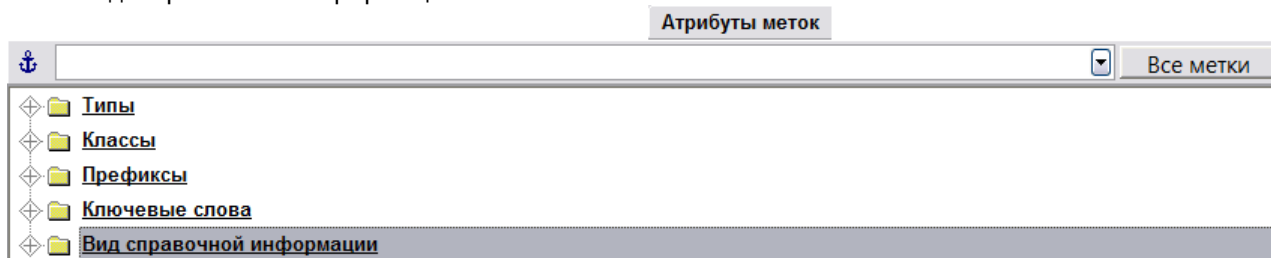 Атрибуты меток
Все метки
Типы
Классы
Префиксы
Ключевые слова
Вид справочной информации